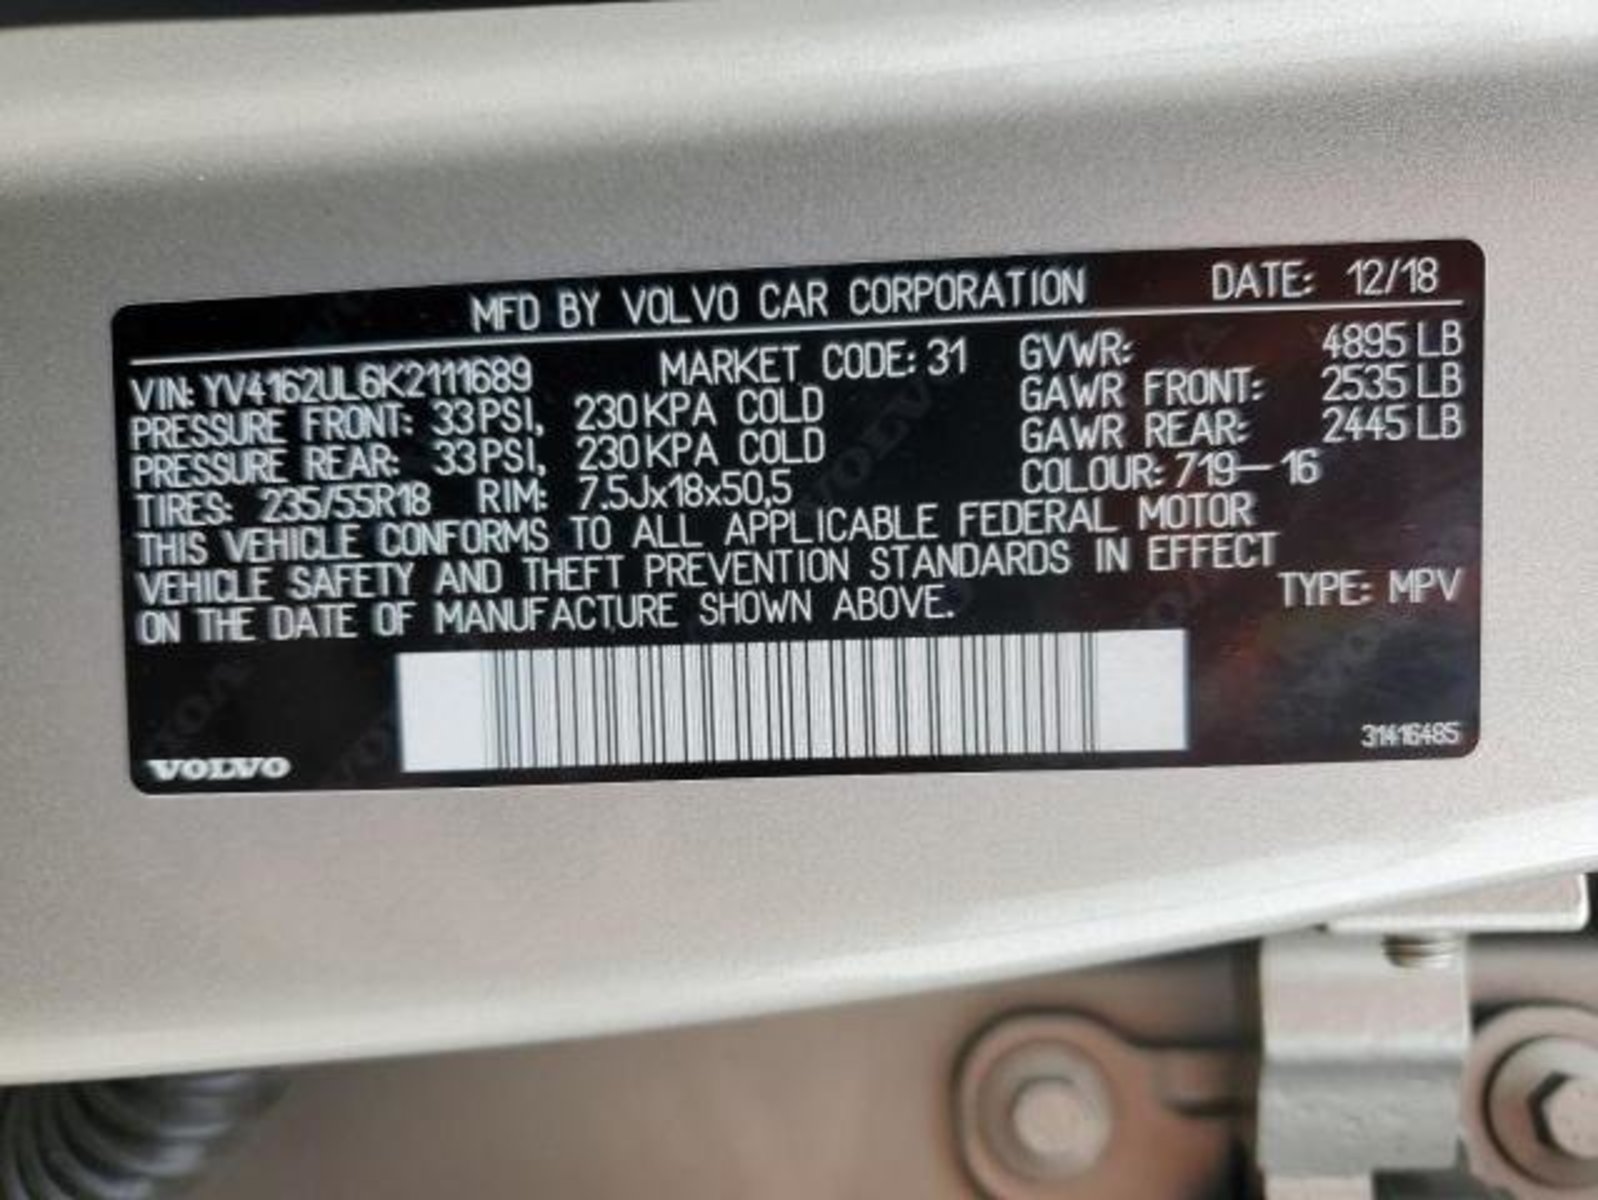 MFD BY VOLVO CAR CORPORATION DATE: 12/18
VIN: YV4162UL6K2111689 MARKET CODE: 31 GVWR: 4895 LB
PRESSURE FRONT: 33 PSI, 230 KPA COLD GAWR FRONT: 2535 LB
PRESSURE REAR: 33 PSI, 230 KPA COLD GAWR REAR: 2445 LB
TIRES: 235/55R18 RIM: 7.5Jx18x50,5 COLOUR: 719-16
THIS VEHICLE CONFORMS TO ALL APPLICABLE FEDERAL MOTOR
VEHICLE SAFETY AND THEFT PREVENTION STANDARDS IN EFFECT
ON THE DATE OF MANUFACTURE SHOWN ABOVE. TYPE: MPV
31416485
VOLVO